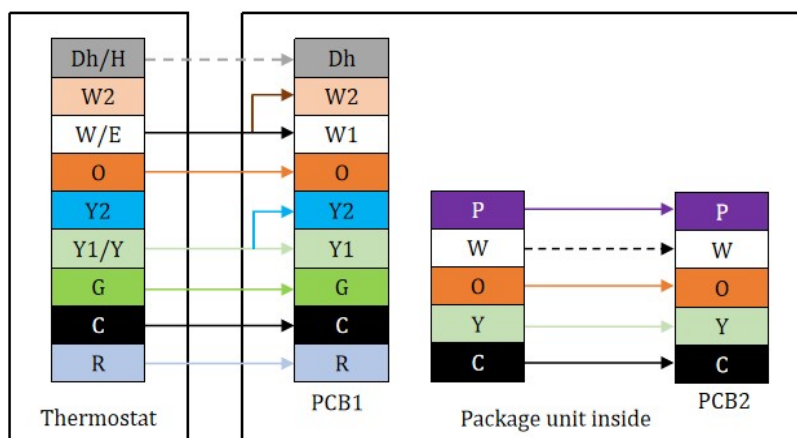 Dh/H
W2
W/E
O
Y2
Y1/Y
G
C
R
Thermostat
Dh
W2
W1
O
Y2
Y1
G
C
R
PCB1
P
W
O
Y
C
Package unit inside
P
W
O
Y
C
PCB2